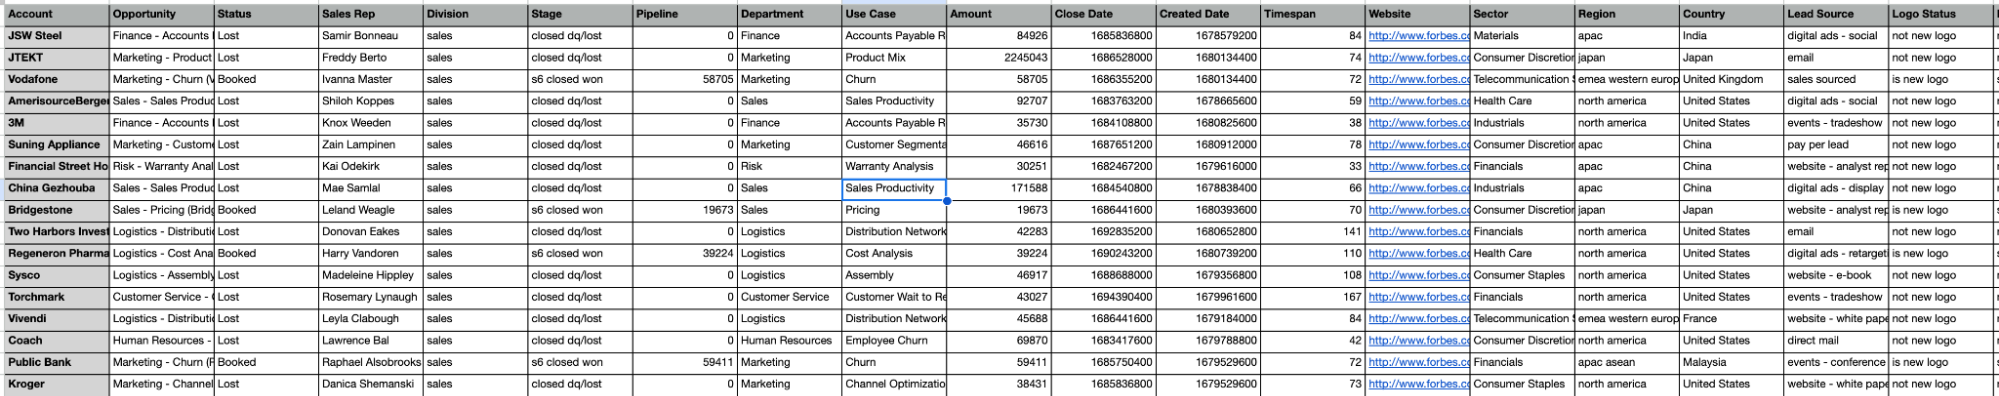 Account Opportunity Status Sales Rep Division Stage Pipeline Department Use Case Amount Close Date Created Date Timespan Website Sector Region Country Lead Source Logo Status
JSW Steel Finance - Accounts Lost Samir Bonneau sales closed dq/lost 0 Finance Accounts Payable R 84926 1685836800 1678579200 84 http://www.forbes.co Materials apac India digital ads - social not new logo
JTEKT Marketing - Product Lost Freddy Berto sales closed dq/lost 0 Marketing Product Mix 2245043 1686528000 1680134400 74 http://www.forbes.co Consumer Discretion japan Japan email not new logo
Vodafone Marketing - Churn (V Booked Ivanna Master sales s6 closed won 58705 Marketing Churn 58705 1686355200 1680134400 72 http://www.forbes.co Telecommunication S emea western europ United Kingdom sales sourced is new logo
AmerisourceBerge Sales - Sales Produc Lost Shiloh Koppes sales closed dq/lost 0 Sales Sales Productivity 92707 1683763200 1678665600 59 http://www.forbes.co Health Care north america United States digital ads - social not new logo
3M Finance - Accounts Lost Knox Weeden sales closed dq/lost 0 Finance Accounts Payable R 35730 1684108800 1680825600 38 http://www.forbes.co Industrials north america United States events - tradeshow not new logo
Suning Appliance Marketing - Custome Lost Zain Lampinen sales closed dq/lost 0 Marketing Customer Segmenta 46616 1687651200 1680912000 78 http://www.forbes.co Consumer Discretion apac China pay per lead not new logo
Financial Street Ho Risk - Warranty Anal Lost Kai Odekirk sales closed dq/lost 0 Risk Warranty Analysis 30251 1682467200 1679616000 33 http://www.forbes.co Financials apac China website - analyst rep not new logo
China Gezhouba Sales - Sales Produc Lost Mae Samlal sales closed dq/lost 0 Sales Sales Productivity 171588 1684540800 1678838400 66 http://www.forbes.co Industrials apac China digital ads - display not new logo
Bridgestone Sales - Pricing (Bridg Booked Leland Weagle sales s6 closed won 19673 Sales Pricing 19673 1686441600 1680393600 70 http://www.forbes.co Consumer Discretion japan Japan website - analyst rep is new logo
Two Harbors Invest Logistics - Distributi Lost Donovan Eakes sales closed dq/lost 0 Logistics Distribution Network 42283 1692835200 1680652800 141 http://www.forbes.co Financials north america United States email not new logo
Regeneron Pharma Logistics - Cost Ana Booked Harry Vandoren sales s6 closed won 39224 Logistics Cost Analysis 39224 1690243200 1680739200 110 http://www.forbes.co Health Care north america United States digital ads - retargeti is new logo
Sysco Logistics - Assembly Lost Madeleine Hippley sales closed dq/lost 0 Logistics Assembly 46917 1688688000 1679356800 108 http://www.forbes.co Consumer Staples north america United States website - e-book not new logo
Torchmark Customer Service - Lost Rosemary Lynaugh sales closed dq/lost 0 Customer Service Customer Wait to Re 43027 1694390400 1679961600 167 http://www.forbes.co Financials north america United States events - tradeshow not new logo
Vivendi Logistics - Distributi Lost Leyla Clabough sales closed dq/lost 0 Logistics Distribution Network 45688 1686441600 1679184000 84 http://www.forbes.co Telecommunication S emea western europ France website - white pape not new logo
Coach Human Resources - Lost Lawrence Bal sales closed dq/lost 0 Human Resources Employee Churn 69870 1683417600 1679788800 42 http://www.forbes.co Consumer Discretion north america United States direct mail not new logo
Public Bank Marketing - Churn (F Booked Raphael Alsobrooks sales s6 closed won 59411 Marketing Churn 59411 1685750400 1679529600 72 http://www.forbes.co Financials apac asean Malaysia events - conference is new logo
Kroger Marketing - Channel Lost Danica Shemanski sales closed dq/lost 0 Marketing Channel Optimizatio 38431 1685836800 1679529600 73 http://www.forbes.co Consumer Staples north america United States website - white pape not new logo